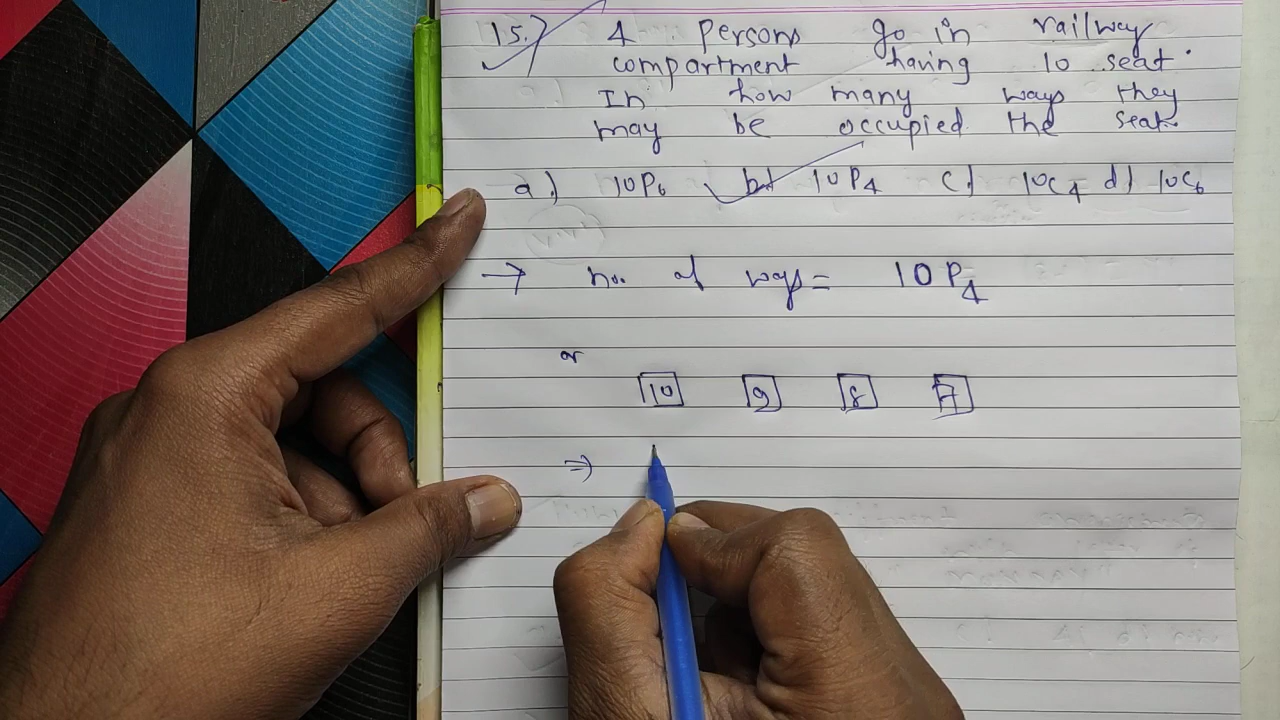 15.) 4 persons go in railway
compartment having 10 seat.
In how many ways they
may be occupied the seat.
a.) 10P6 b) 10P4 c) 10C4 d) 10C6
→ no. of ways = 10P4
or
10 9 8 7
⇒